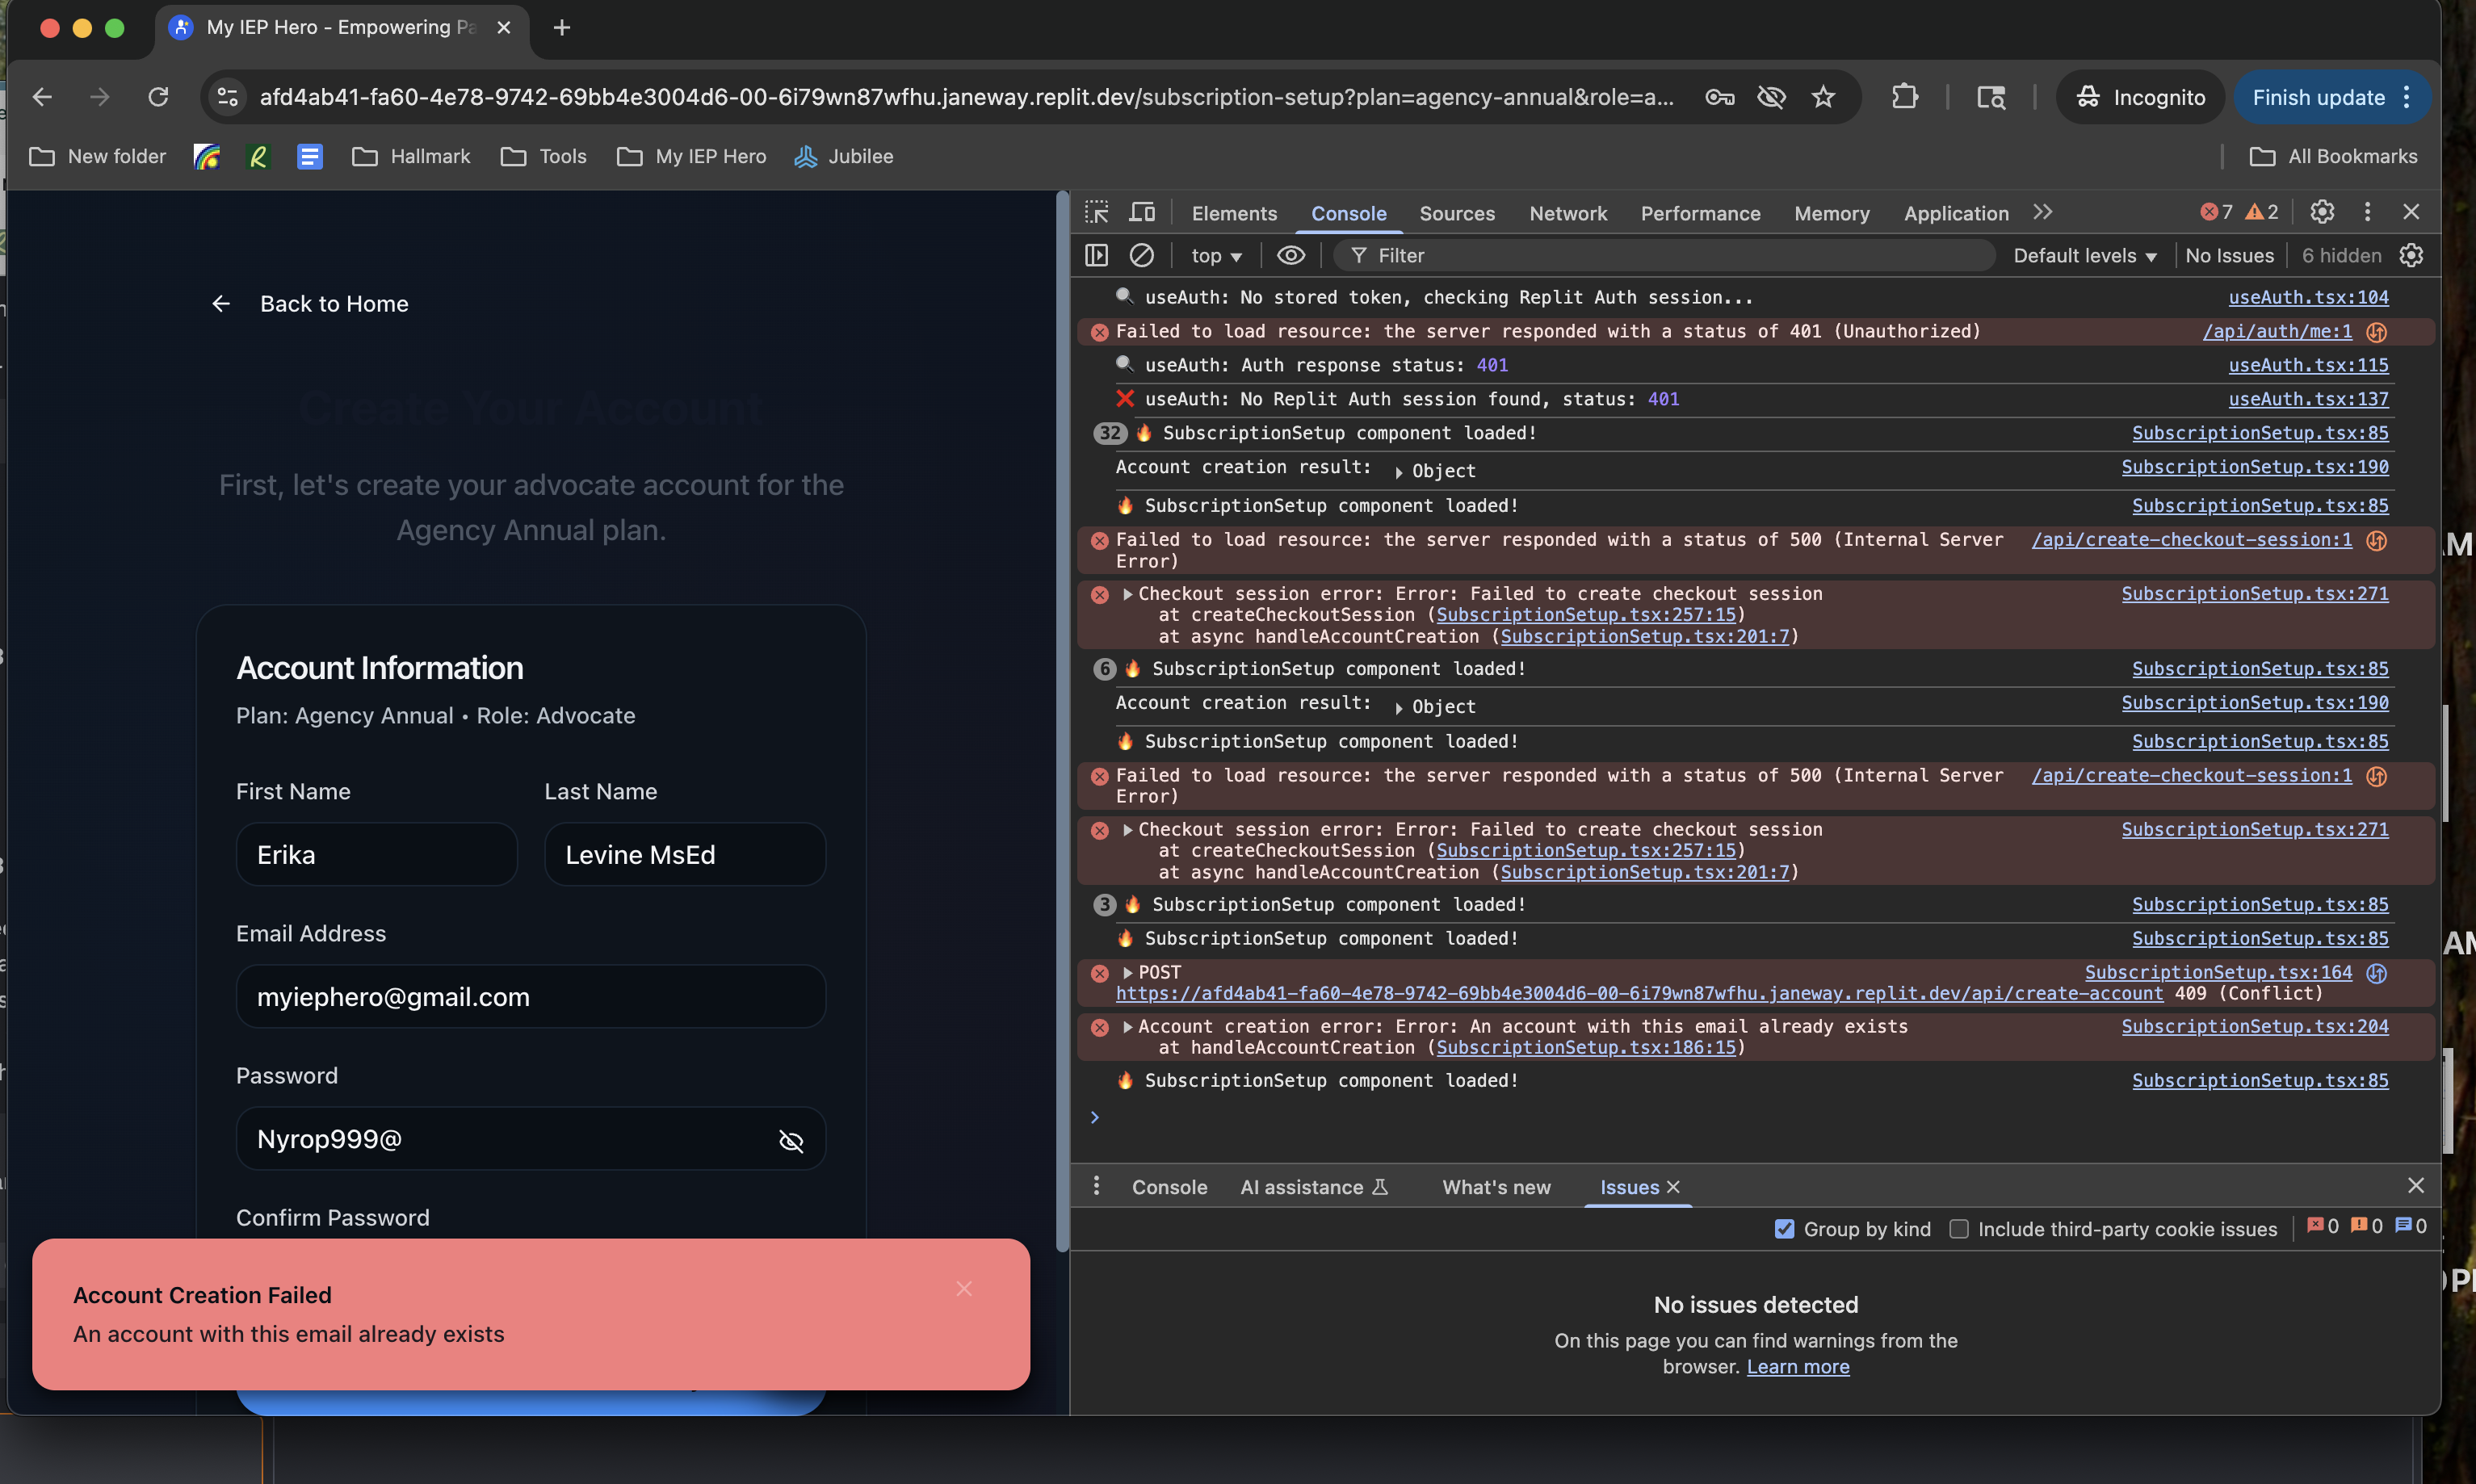 My IEP Hero - Empowering Pa
afd4ab41-fa60-4e78-9742-69bb4e3004d6-00-6i79wn87wfhu.janeway.replit.dev/subscription-setup?plan=agency-annual&role=a...
Incognito
Finish update
New folder
Hallmark
Tools
My IEP Hero
Jubilee
All Bookmarks
Back to Home
Create Your Account
First, let's create your advocate account for the
Agency Annual plan.
Account Information
Plan: Agency Annual • Role: Advocate
First Name
Last Name
Erika
Levine MsEd
Email Address
myiephero@gmail.com
Password
Nyrop999@
Confirm Password
Account Creation Failed
An account with this email already exists
Elements Console Sources Network Performance Memory Application
7 2
top
Filter
Default levels
No Issues
6 hidden
useAuth: No stored token, checking Replit Auth session... useAuth.tsx:104
Failed to load resource: the server responded with a status of 401 (Unauthorized) /api/auth/me:1
useAuth: Auth response status: 401 useAuth.tsx:115
useAuth: No Replit Auth session found, status: 401 useAuth.tsx:137
32 🔥 SubscriptionSetup component loaded! SubscriptionSetup.tsx:85
Account creation result: ▸ Object SubscriptionSetup.tsx:190
🔥 SubscriptionSetup component loaded! SubscriptionSetup.tsx:85
Failed to load resource: the server responded with a status of 500 (Internal Server /api/create-checkout-session:1
Error)
▸Checkout session error: Error: Failed to create checkout session SubscriptionSetup.tsx:271
at createCheckoutSession (SubscriptionSetup.tsx:257:15)
at async handleAccountCreation (SubscriptionSetup.tsx:201:7)
6 🔥 SubscriptionSetup component loaded! SubscriptionSetup.tsx:85
Account creation result: ▸ Object SubscriptionSetup.tsx:190
🔥 SubscriptionSetup component loaded! SubscriptionSetup.tsx:85
Failed to load resource: the server responded with a status of 500 (Internal Server /api/create-checkout-session:1
Error)
▸Checkout session error: Error: Failed to create checkout session SubscriptionSetup.tsx:271
at createCheckoutSession (SubscriptionSetup.tsx:257:15)
at async handleAccountCreation (SubscriptionSetup.tsx:201:7)
3 🔥 SubscriptionSetup component loaded! SubscriptionSetup.tsx:85
🔥 SubscriptionSetup component loaded! SubscriptionSetup.tsx:85
▸POST SubscriptionSetup.tsx:164
https://afd4ab41-fa60-4e78-9742-69bb4e3004d6-00-6i79wn87wfhu.janeway.replit.dev/api/create-account 409 (Conflict)
▸Account creation error: Error: An account with this email already exists SubscriptionSetup.tsx:204
at handleAccountCreation (SubscriptionSetup.tsx:186:15)
🔥 SubscriptionSetup component loaded! SubscriptionSetup.tsx:85
Console AI assistance What's new Issues
Group by kind Include third-party cookie issues 0 0 0
No issues detected
On this page you can find warnings from the
browser. Learn more